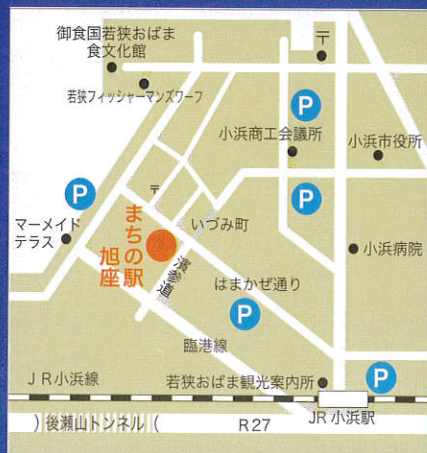 御食国若狭おばま
食文化館
〒
若狭フィッシャーマンズワーフ
P
小浜商工会議所
小浜市役所
P
〒
P
マーメイド
テラス
まちの駅
旭座
いづみ町
濱参道
はまかぜ通り
小浜病院
P
臨港線
若狭おばま観光案内所
P
JR小浜線
JR小浜駅
)後瀬山トンネル(
R27